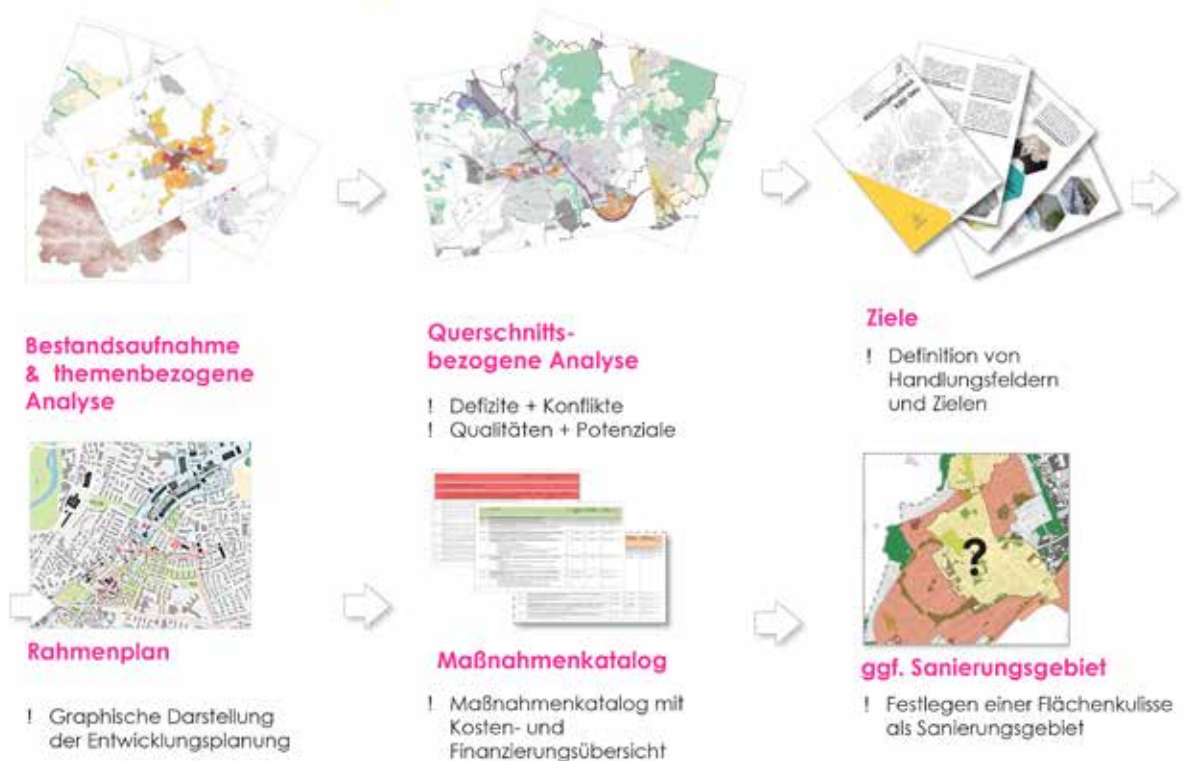 Bestandsaufnahme
& themenbezogene
Analyse
Querschnitts-
bezogene Analyse
! Defizite + Konflikte
! Qualitäten + Potenziale
Ziele
! Definition von
Handlungsfeldern
und Zielen
Rahmenplan
! Graphische Darstellung
der Entwicklungsplanung
Maßnahmenkatalog
! Maßnahmenkatalog mit
Kosten- und
Finanzierungsübersicht
?
ggf. Sanierungsgebiet
! Festlegen einer Flächenkulisse
als Sanierungsgebiet